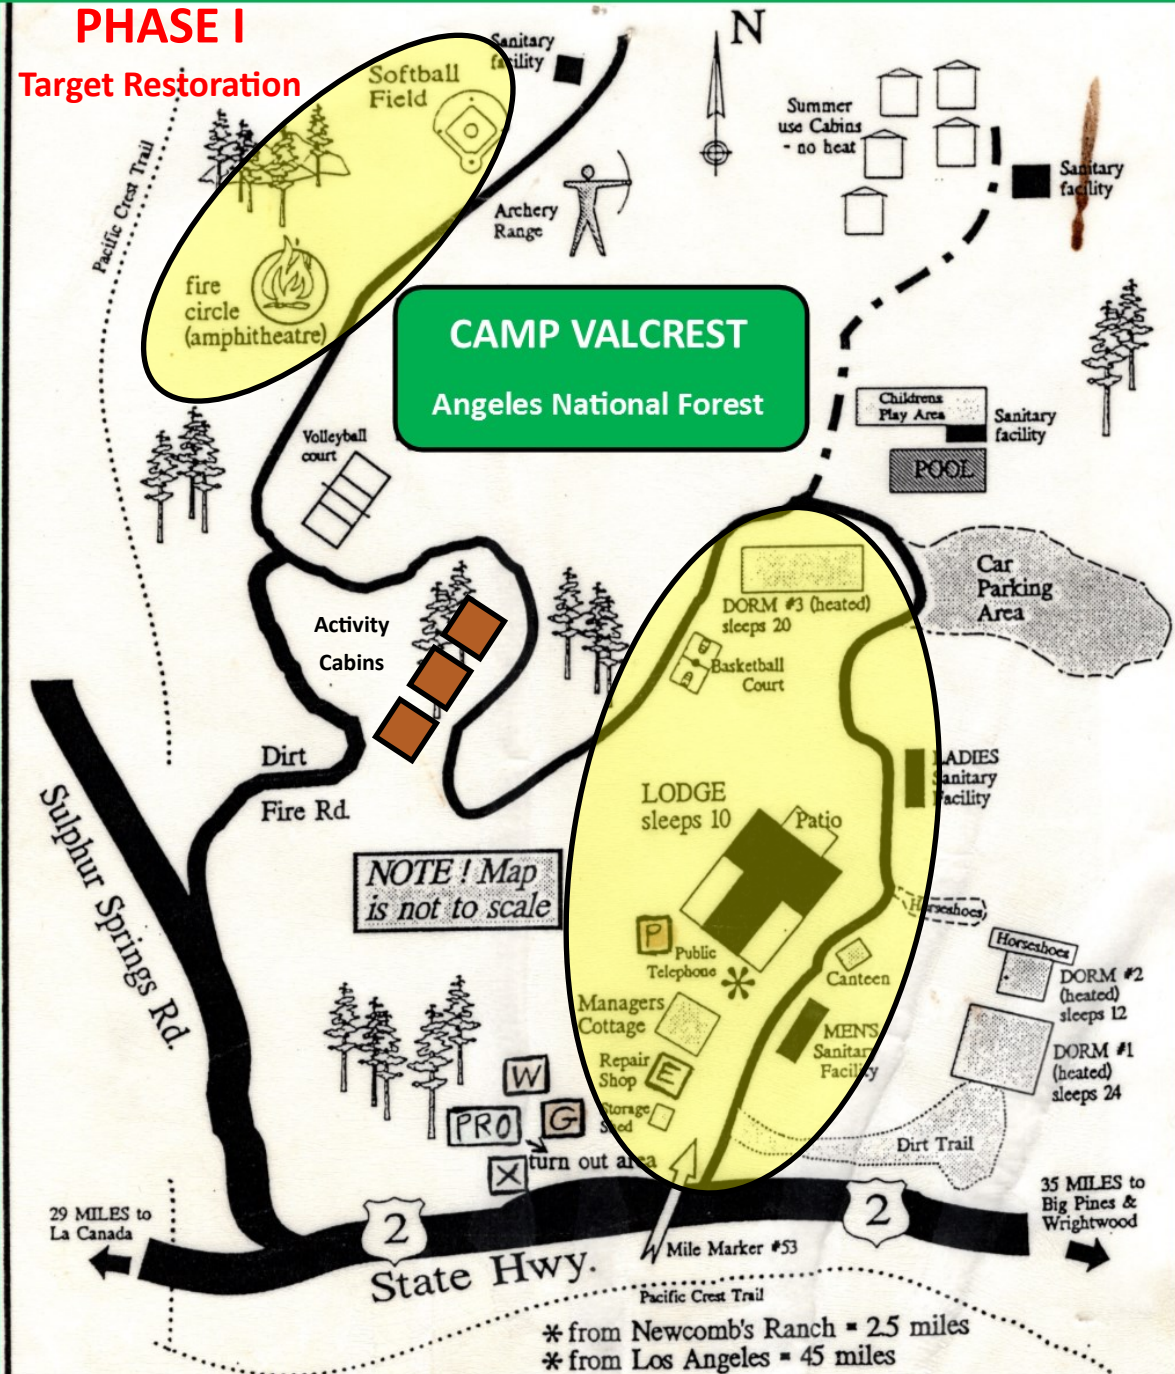 PHASE I
Target Restoration
N
Sanitary
facility
Softball
Field
Summer
use Cabins
- no heat
Sanitary
facility
Pacific Crest Trail
Archery
Range
fire
circle
(amphitheatre)
CAMP VALCREST
Angeles National Forest
Childrens
Play Area
Sanitary
facility
POOL
Volleyball
court
Car
Parking
Area
DORM #3 (heated)
sleeps 20
Activity
Cabins
Basketball
Court
Dirt
Fire Rd.
LADIES
Sanitary
Facility
LODGE
sleeps 10
Patio
Sulphur Springs Rd.
NOTE ! Map
is not to scale
Horseshoes
P
Public
Telephone
Canteen
Horseshoes
DORM #2
(heated)
sleeps 12
Managers
Cottage
MEN'S
Sanitary
Facility
DORM #1
(heated)
sleeps 24
Repair
Shop
E
W
Storage
Shed
PRO
G
Dirt Trail
turn out area
X
35 MILES to
Big Pines &
Wrightwood
29 MILES to
La Canada
2
2
State Hwy.
Mile Marker #53
Pacific Crest Trail
* from Newcomb's Ranch = 2.5 miles
* from Los Angeles = 45 miles